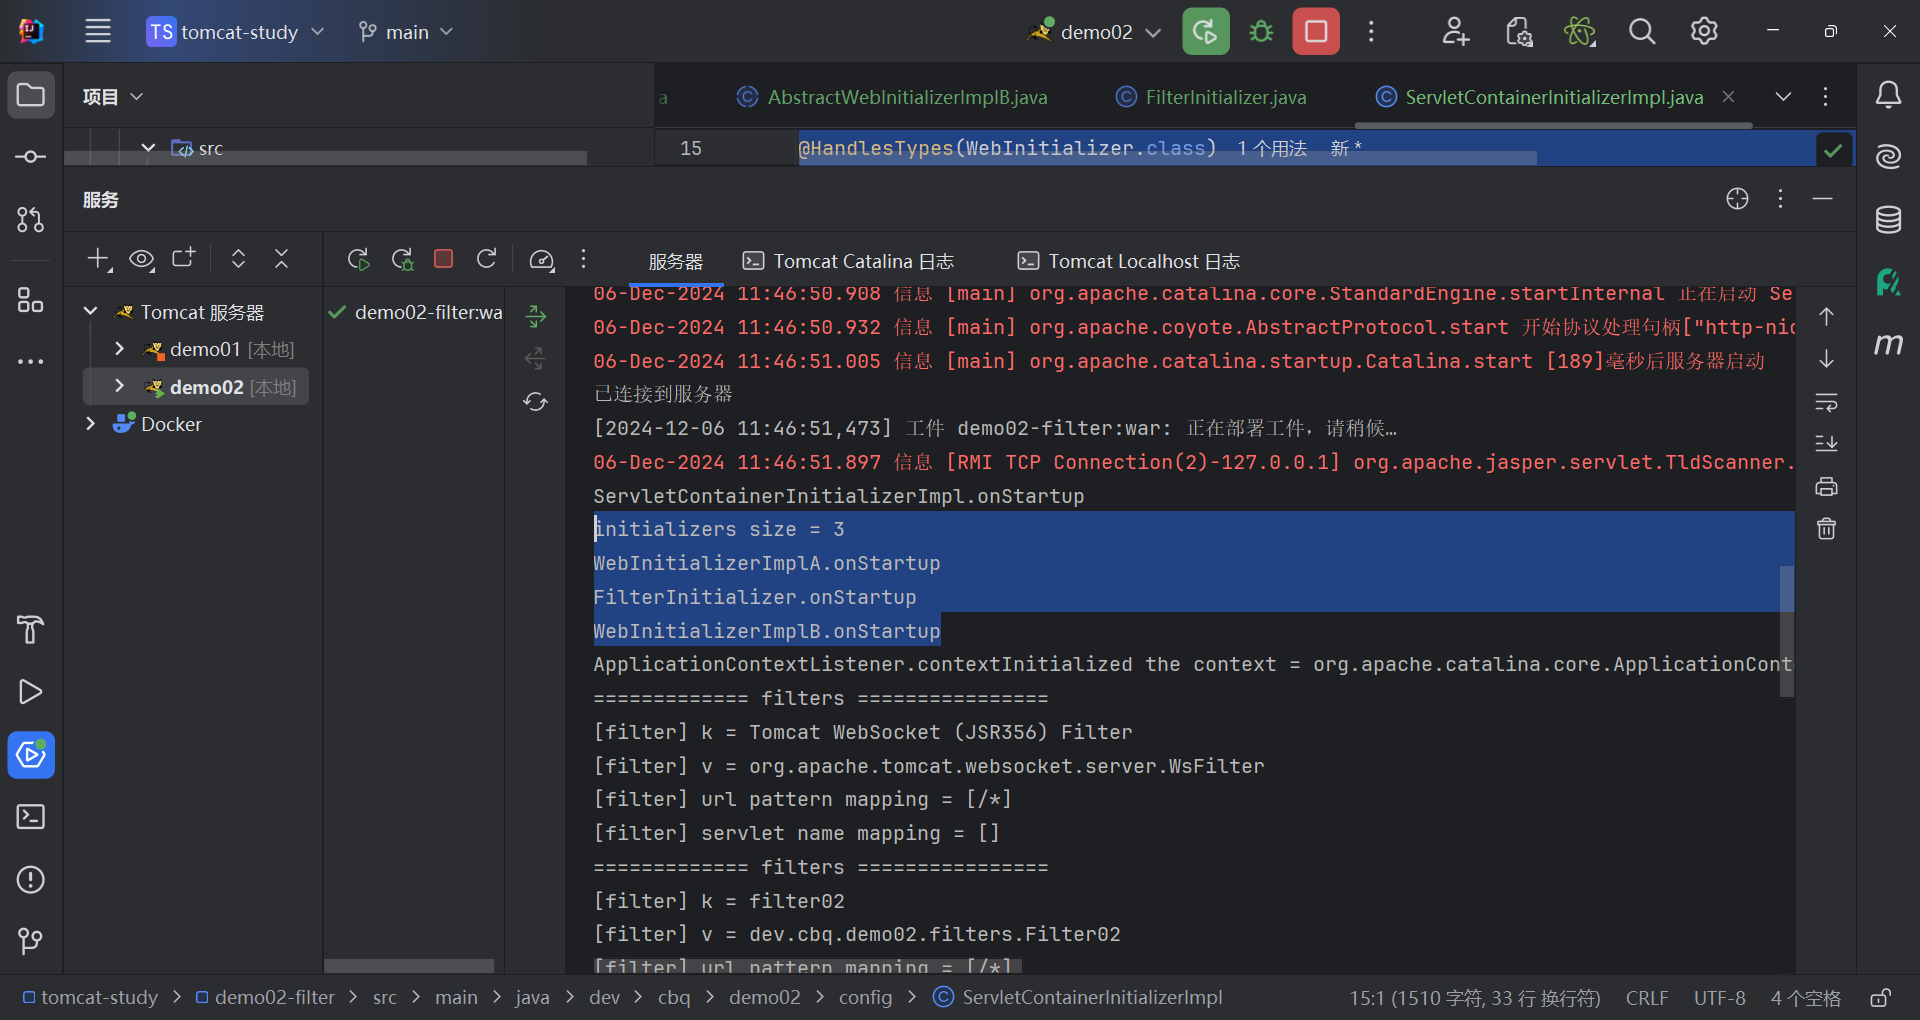 TS tomcat-study main demo02
项目
AbstractWebInitializerImplB.java FilterInitializer.java ServletContainerInitializerImpl.java
src
15 @HandlesTypes(WebInitializer.class) 1 个用法 新 *
服务
服务器 Tomcat Catalina 日志 Tomcat Localhost 日志
Tomcat 服务器
demo01 [本地]
demo02 [本地]
Docker
demo02-filter:wa
06-Dec-2024 11:46:50.908 信息 [main] org.apache.catalina.core.StandardEngine.startInternal 正在启动 Se
06-Dec-2024 11:46:50.932 信息 [main] org.apache.coyote.AbstractProtocol.start 开始协议处理句柄["http-nio
06-Dec-2024 11:46:51.005 信息 [main] org.apache.catalina.startup.Catalina.start [189]毫秒后服务器启动
已连接到服务器
[2024-12-06 11:46:51,473] 工件 demo02-filter:war: 正在部署工件，请稍候…
06-Dec-2024 11:46:51.897 信息 [RMI TCP Connection(2)-127.0.0.1] org.apache.jasper.servlet.TldScanner.
ServletContainerInitializerImpl.onStartup
initializers size = 3
WebInitializerImplA.onStartup
FilterInitializer.onStartup
WebInitializerImplB.onStartup
ApplicationContextListener.contextInitialized the context = org.apache.catalina.core.ApplicationCont
============= filters ================
[filter] k = Tomcat WebSocket (JSR356) Filter
[filter] v = org.apache.tomcat.websocket.server.WsFilter
[filter] url pattern mapping = [/*]
[filter] servlet name mapping = []
============= filters ================
[filter] k = filter02
[filter] v = dev.cbq.demo02.filters.Filter02
[filter] url pattern mapping = [/*]
tomcat-study > demo02-filter > src > main > java > dev > cbq > demo02 > config > ServletContainerInitializerImpl
15:1 (1510 字符, 33 行 换行符) CRLF UTF-8 4 个空格